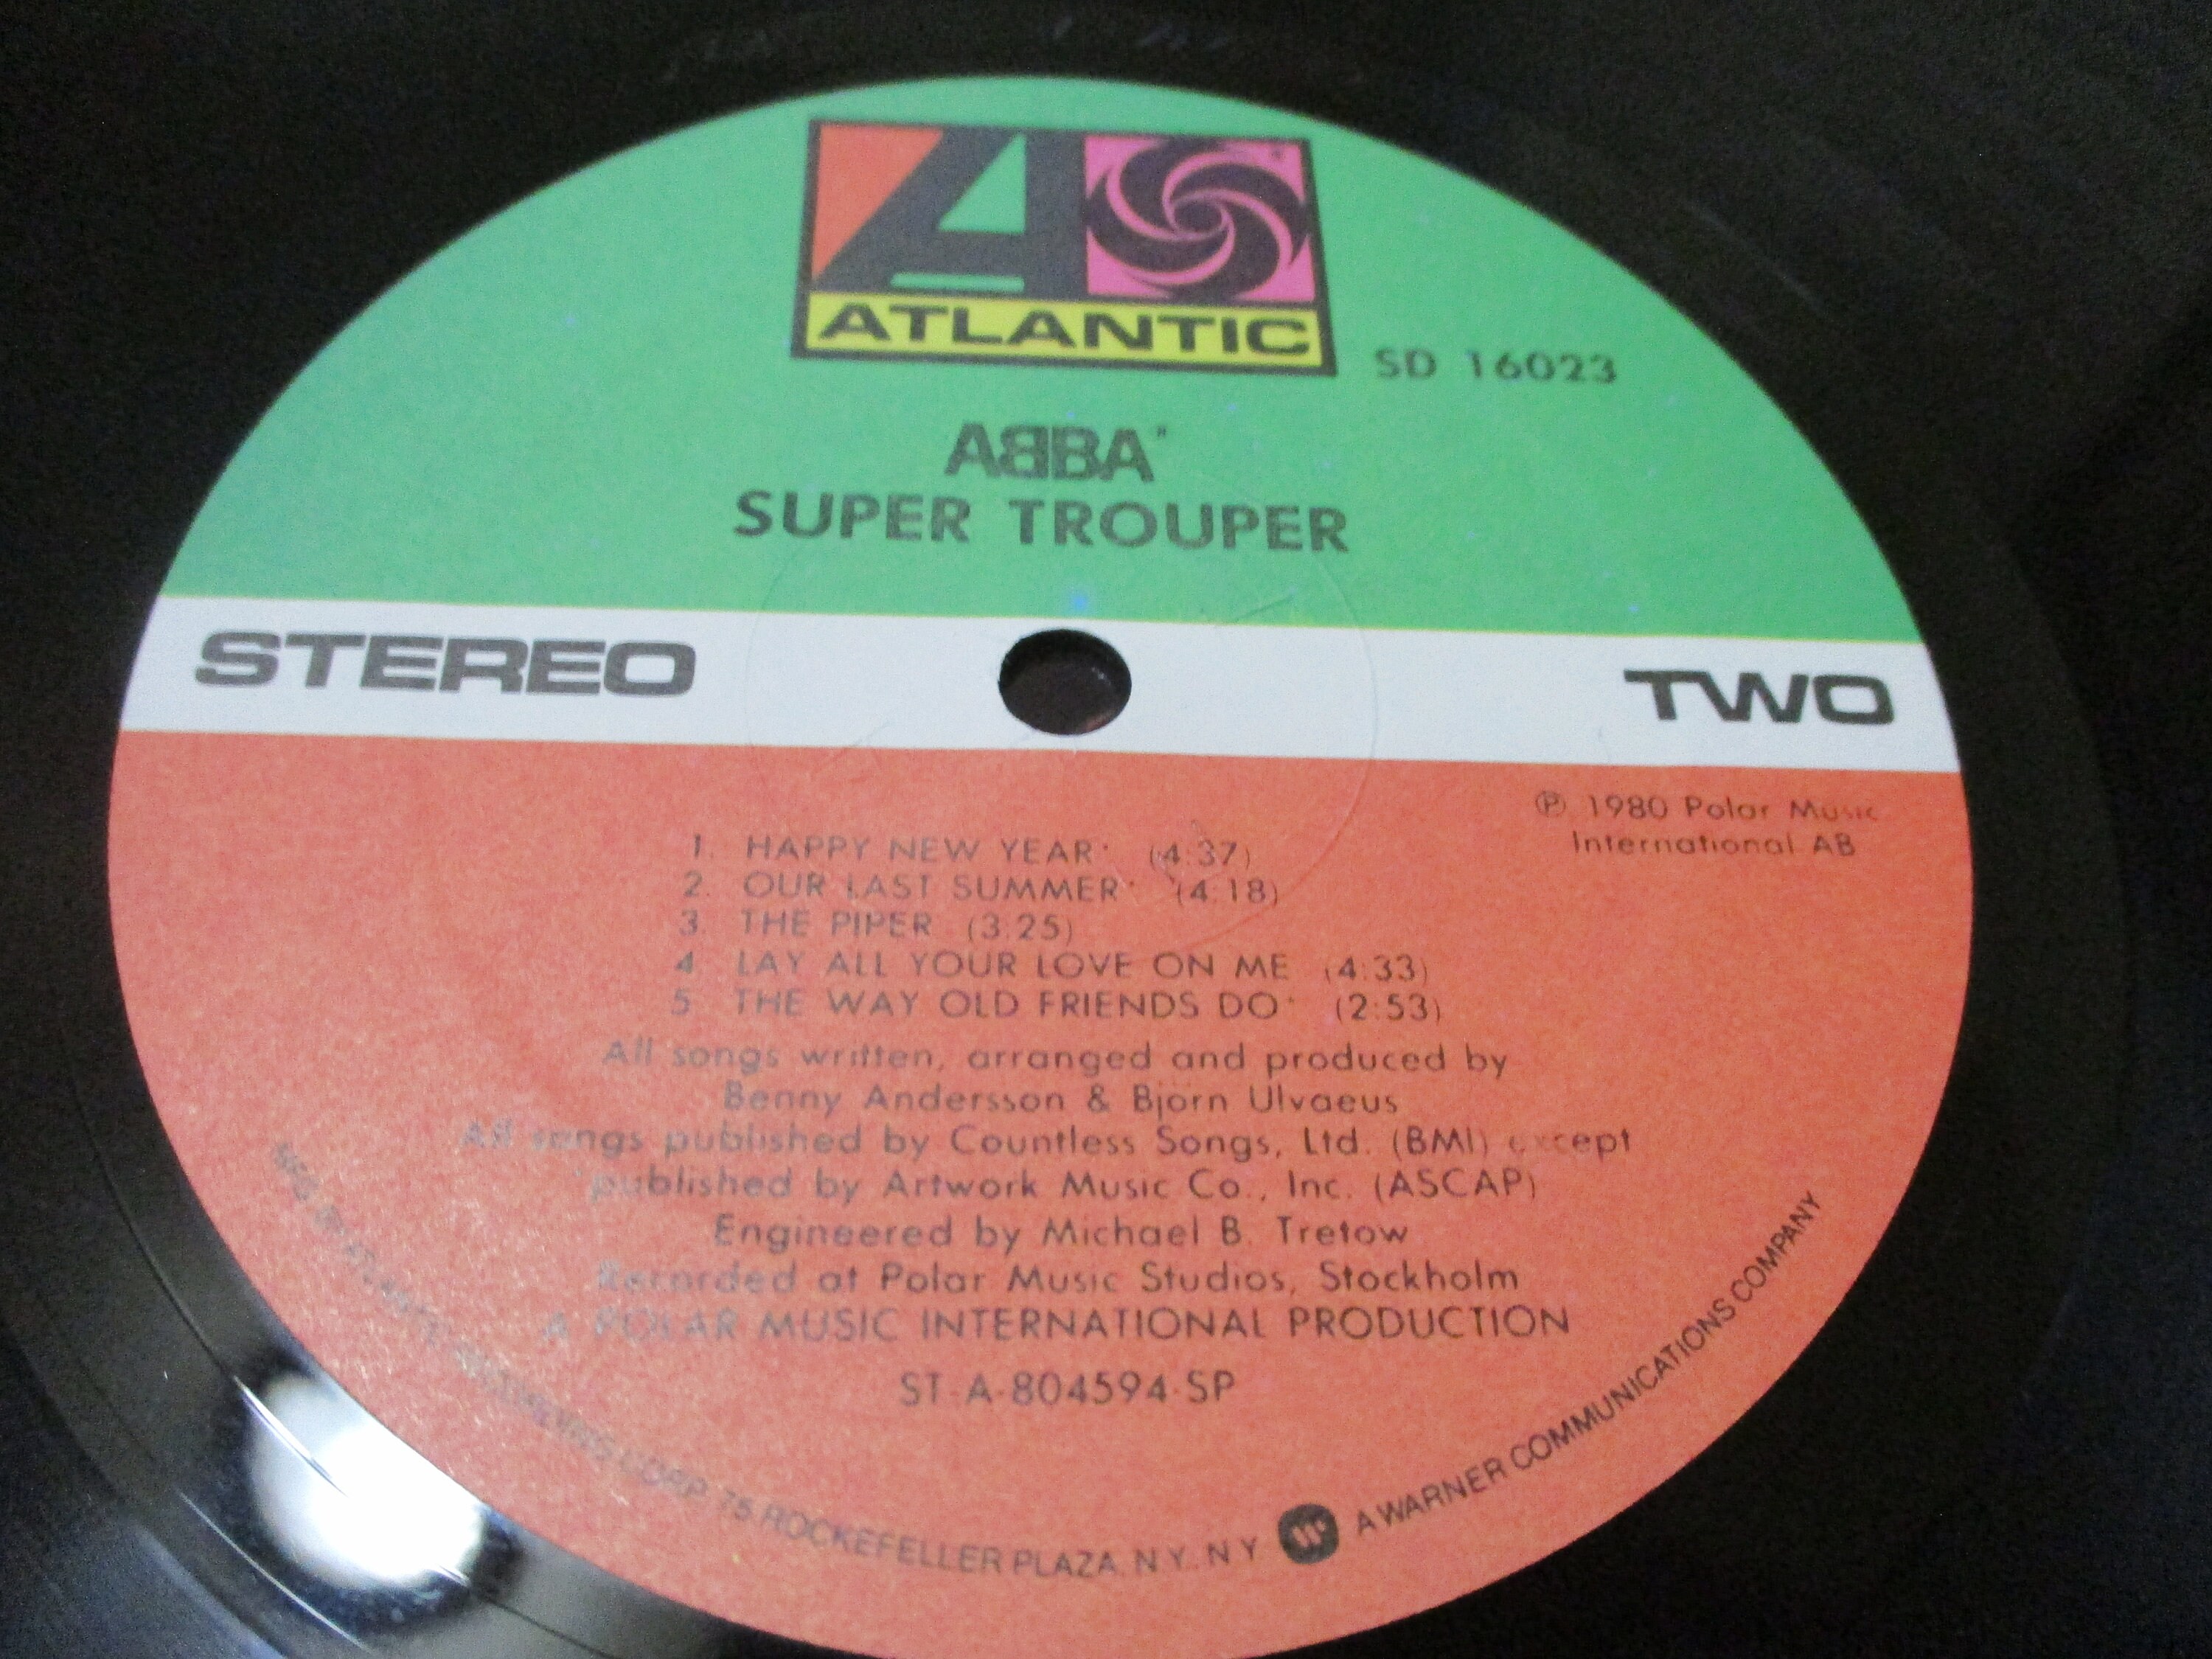 ATLANTIC
SD 16023
ABBA
SUPER TROUPER
STEREO
TWO
℗ 1980 Polar Music
International AB
1. HAPPY NEW YEAR* (4:37)
2. OUR LAST SUMMER* (4:18)
3. THE PIPER (3:25)
4. LAY ALL YOUR LOVE ON ME (4:33)
5. THE WAY OLD FRIENDS DO* (2:53)
All songs written, arranged and produced by
Benny Andersson & Bjorn Ulvaeus
All songs published by Countless Songs, Ltd. (BMI) except
*published by Artwork Music Co., Inc. (ASCAP)
Engineered by Michael B. Tretow
Recorded at Polar Music Studios, Stockholm
A POLAR MUSIC INTERNATIONAL PRODUCTION
ST-A-804594-SP
MFG. BY ATLANTIC RECORDING CORP. 75 ROCKEFELLER PLAZA, N.Y., N.Y. A WARNER COMMUNICATIONS COMPANY